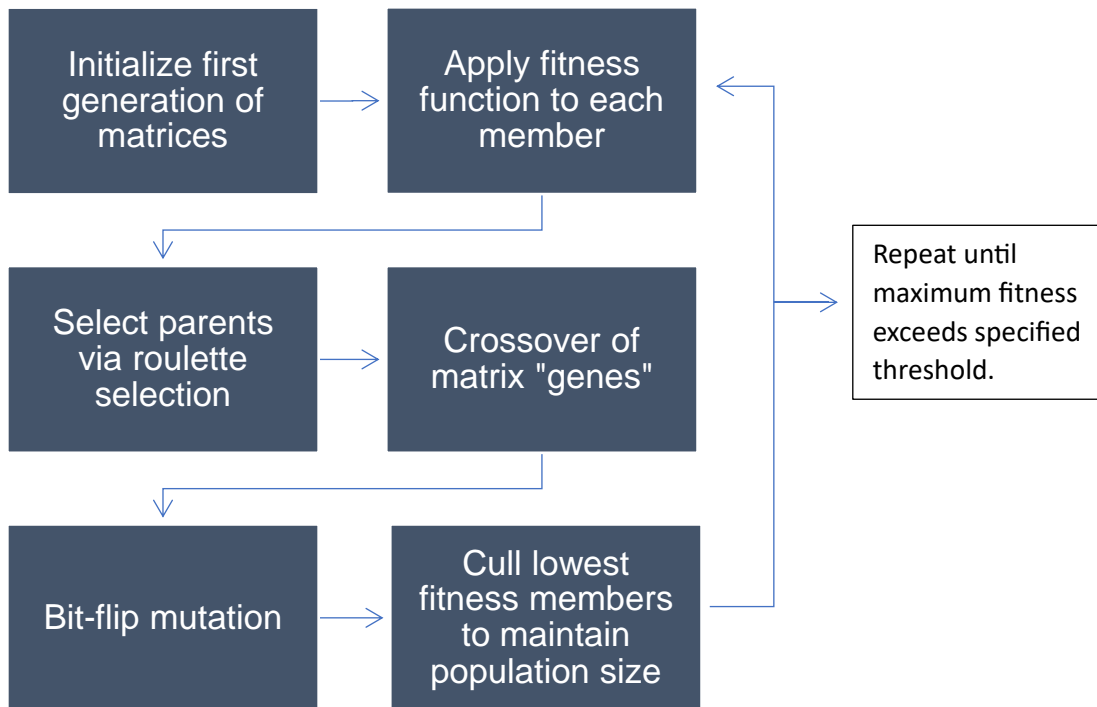 Initialize first
generation of
matrices
Apply fitness
function to each
member
Select parents
via roulette
selection
Crossover of
matrix "genes"
Repeat until
maximum fitness
exceeds specified
threshold.
Bit-flip mutation
Cull lowest
fitness members
to maintain
population size